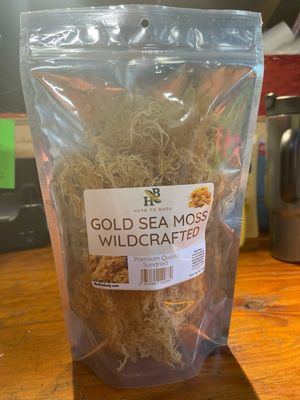 HB
HERB TO BODY
GOLD SEA MOSS
WILDCRAFTED
Premium Quality
Sundried